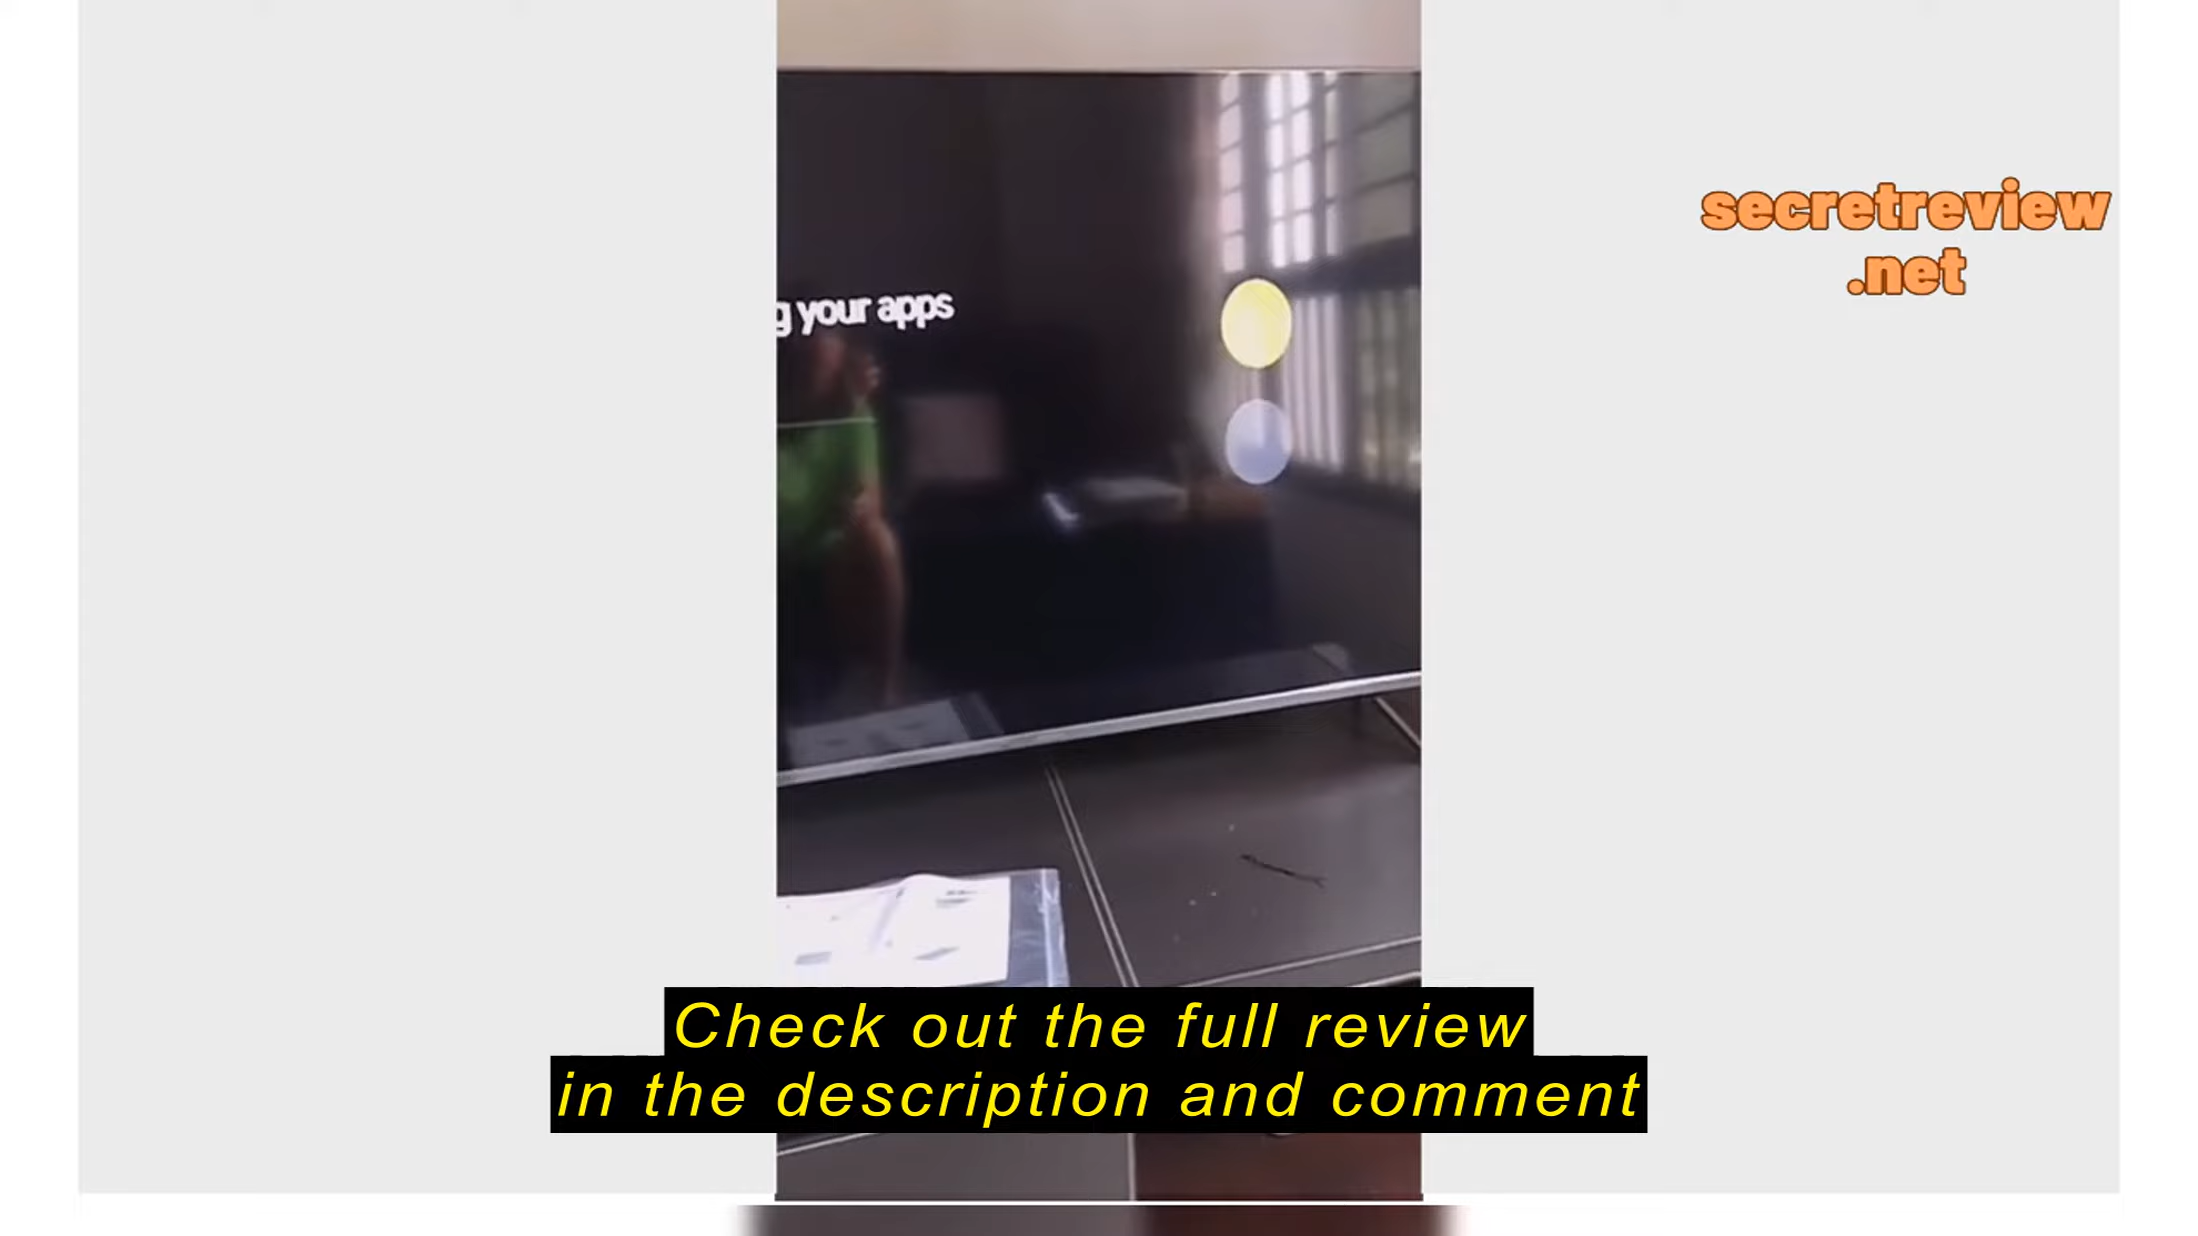 secretreview
.net
g your apps
Check out the full review
in the description and comment